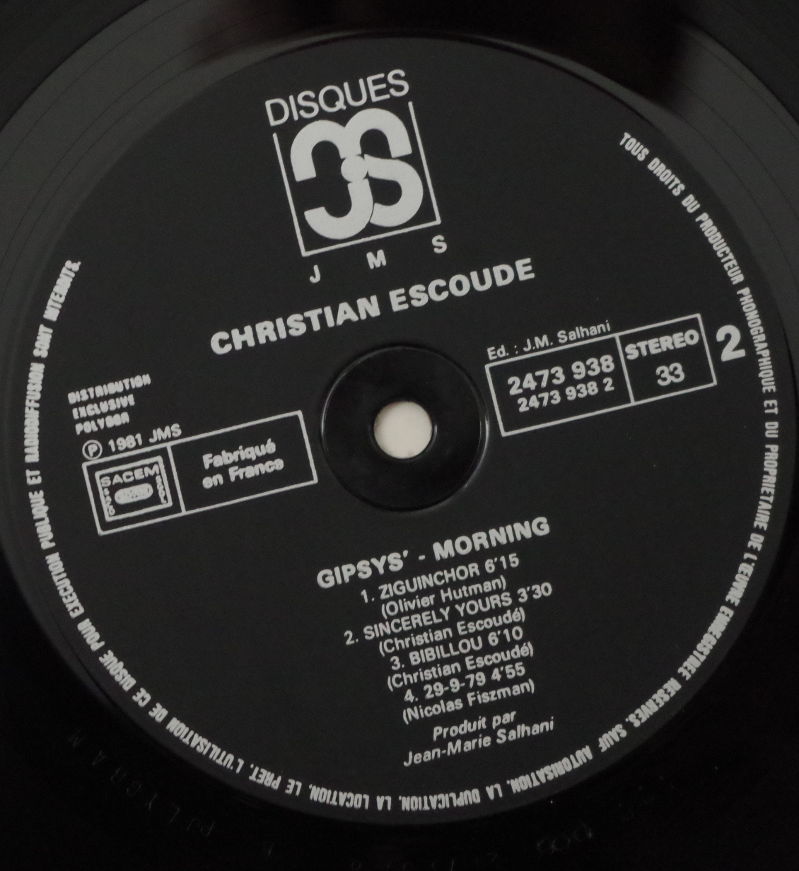 DISQUES
JMS
J M S
CHRISTIAN ESCOUDE
Ed. : J.M. Salhani
2473 938
2473 938 2
STEREO
33
2
DISTRIBUTION
EXCLUSIVE
POLYGRAM
Ⓟ 1981 JMS
SACEM
Fabriqué
en France
GIPSYS' - MORNING
1. ZIGUINCHOR 6'15
(Olivier Hutman)
2. SINCERELY YOURS 3'30
(Christian Escoudé)
3. BIBILLOU 6'10
(Christian Escoudé)
4. 29-9-79 4'55
(Nicolas Fiszman)
Produit par
Jean-Marie Salhani
TOUS DROITS DU PRODUCTEUR PHONOGRAPHIQUE ET DU PROPRIETAIRE DE L'ŒUVRE ENREGISTREE RESERVES. SAUF AUTORISATION, LA DUPLICATION, LA LOCATION, LE PRET, L'UTILISATION DE CE DISQUE POUR EXECUTION PUBLIQUE ET RADIODIFFUSION SONT INTERDITS.